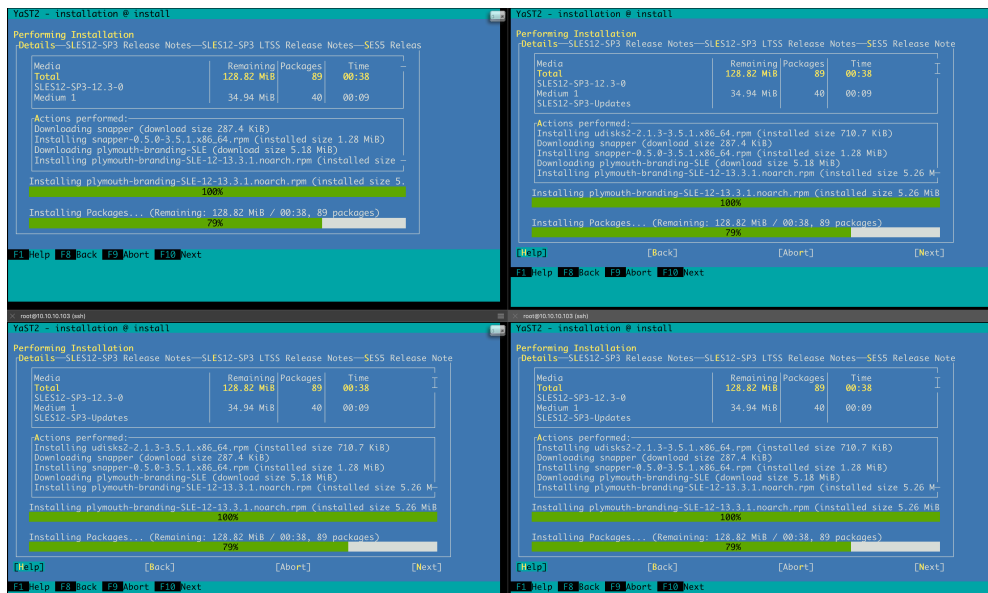 YaST2 - installation @ install
Performing Installation
Details—SLES12-SP3 Release Notes—SLES12-SP3 LTSS Release Notes—SES5 Releas
Media Remaining Packages Time
Total 128.82 MiB 89 00:38
SLES12-SP3-12.3-0
Medium 1 34.94 MiB 40 00:09
Actions performed:
Downloading snapper (download size 287.4 KiB)
Installing snapper-0.5.0-3.5.1.x86_64.rpm (installed size 1.28 MiB)
Downloading plymouth-branding-SLE (download size 5.18 MiB)
Installing plymouth-branding-SLE-12-13.3.1.noarch.rpm (installed size
Installing plymouth-branding-SLE-12-13.3.1.noarch.rpm (installed size 5.
100%
Installing Packages... (Remaining: 128.82 MiB / 00:38, 89 packages)
79%
F1 Help F8 Back F9 Abort F10 Next
YaST2 - installation @ install
Performing Installation
Details—SLES12-SP3 Release Notes—SLES12-SP3 LTSS Release Notes—SES5 Release Note
Media Remaining Packages Time
Total 128.82 MiB 89 00:38
SLES12-SP3-12.3-0
Medium 1 34.94 MiB 40 00:09
SLES12-SP3-Updates
Actions performed:
Installing udisks2-2.1.3-3.5.1.x86_64.rpm (installed size 710.7 KiB)
Downloading snapper (download size 287.4 KiB)
Installing snapper-0.5.0-3.5.1.x86_64.rpm (installed size 1.28 MiB)
Downloading plymouth-branding-SLE (download size 5.18 MiB)
Installing plymouth-branding-SLE-12-13.3.1.noarch.rpm (installed size 5.26 M
Installing plymouth-branding-SLE-12-13.3.1.noarch.rpm (installed size 5.26 MiB
100%
Installing Packages... (Remaining: 128.82 MiB / 00:38, 89 packages)
79%
[Help] [Back] [Abort] [Next]
F1 Help F8 Back F9 Abort F10 Next
root@10.10.10.103 (ssh)
YaST2 - installation @ install
Performing Installation
Details—SLES12-SP3 Release Notes—SLES12-SP3 LTSS Release Notes—SES5 Release Note
Media Remaining Packages Time
Total 128.82 MiB 89 00:38
SLES12-SP3-12.3-0
Medium 1 34.94 MiB 40 00:09
SLES12-SP3-Updates
Actions performed:
Installing udisks2-2.1.3-3.5.1.x86_64.rpm (installed size 710.7 KiB)
Downloading snapper (download size 287.4 KiB)
Installing snapper-0.5.0-3.5.1.x86_64.rpm (installed size 1.28 MiB)
Downloading plymouth-branding-SLE (download size 5.18 MiB)
Installing plymouth-branding-SLE-12-13.3.1.noarch.rpm (installed size 5.26 M
Installing plymouth-branding-SLE-12-13.3.1.noarch.rpm (installed size 5.26 MiB
100%
Installing Packages... (Remaining: 128.82 MiB / 00:38, 89 packages)
79%
[Help] [Back] [Abort] [Next]
F1 Help F8 Back F9 Abort F10 Next
root@10.10.10.103 (ssh)
YaST2 - installation @ install
Performing Installation
Details—SLES12-SP3 Release Notes—SLES12-SP3 LTSS Release Notes—SES5 Release Note
Media Remaining Packages Time
Total 128.82 MiB 89 00:38
SLES12-SP3-12.3-0
Medium 1 34.94 MiB 40 00:09
SLES12-SP3-Updates
Actions performed:
Installing udisks2-2.1.3-3.5.1.x86_64.rpm (installed size 710.7 KiB)
Downloading snapper (download size 287.4 KiB)
Installing snapper-0.5.0-3.5.1.x86_64.rpm (installed size 1.28 MiB)
Downloading plymouth-branding-SLE (download size 5.18 MiB)
Installing plymouth-branding-SLE-12-13.3.1.noarch.rpm (installed size 5.26 M
Installing plymouth-branding-SLE-12-13.3.1.noarch.rpm (installed size 5.26 MiB
100%
Installing Packages... (Remaining: 128.82 MiB / 00:38, 89 packages)
79%
[Help] [Back] [Abort] [Next]
F1 Help F8 Back F9 Abort F10 Next